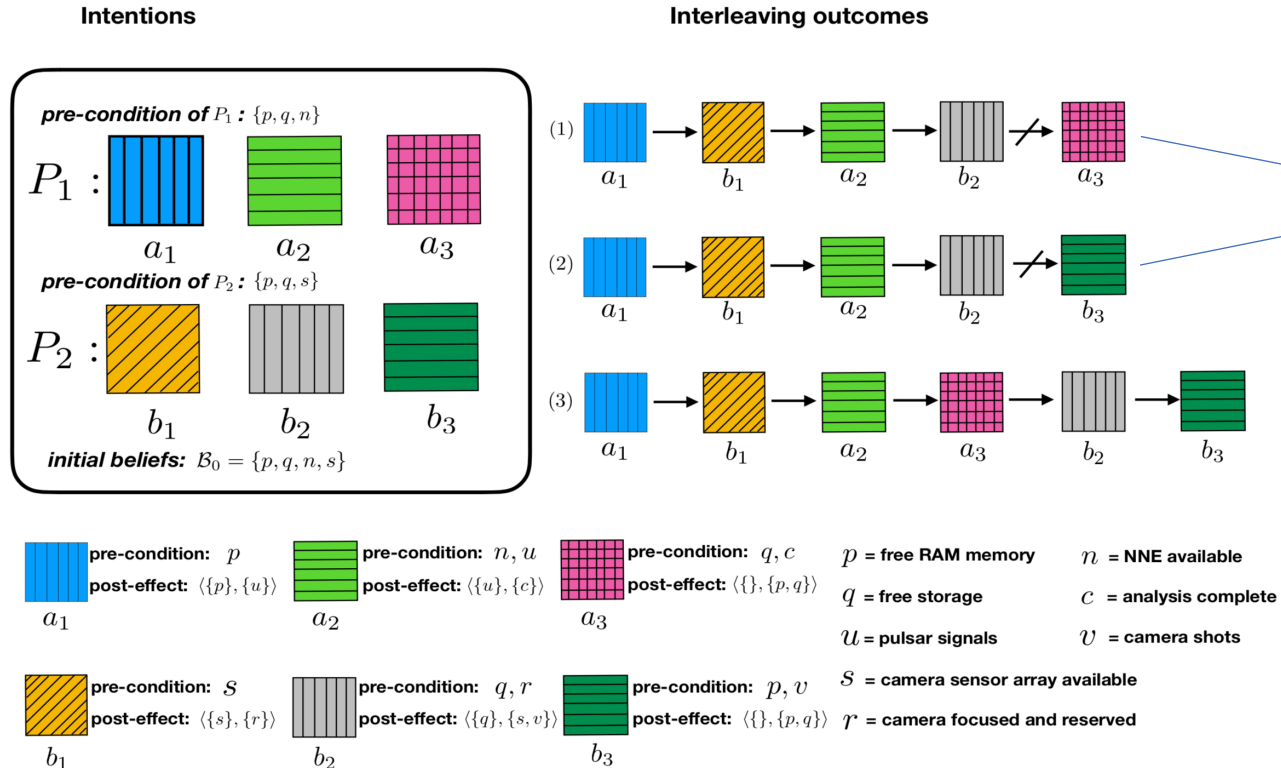 Intentions
Interleaving outcomes
pre-condition of P₁ : {p, q, n}
P₁ :
a₁ a₂ a₃
pre-condition of P₂ : {p, q, s}
P₂ :
b₁ b₂ b₃
initial beliefs: ℬ₀ = {p, q, n, s}
(1)
a₁ b₁ a₂ b₂ a₃
(2)
a₁ b₁ a₂ b₂ b₃
(3)
a₁ b₁ a₂ a₃ b₂ b₃
pre-condition: p
post-effect: ⟨{p}, {u}⟩
a₁
pre-condition: n, u
post-effect: ⟨{u}, {c}⟩
a₂
pre-condition: q, c
post-effect: ⟨{}, {p, q}⟩
a₃
pre-condition: s
post-effect: ⟨{s}, {r}⟩
b₁
pre-condition: q, r
post-effect: ⟨{q}, {s, v}⟩
b₂
pre-condition: p, v
post-effect: ⟨{}, {p, q}⟩
b₃
p = free RAM memory
n = NNE available
q = free storage
c = analysis complete
u = pulsar signals
v = camera shots
s = camera sensor array available
r = camera focused and reserved